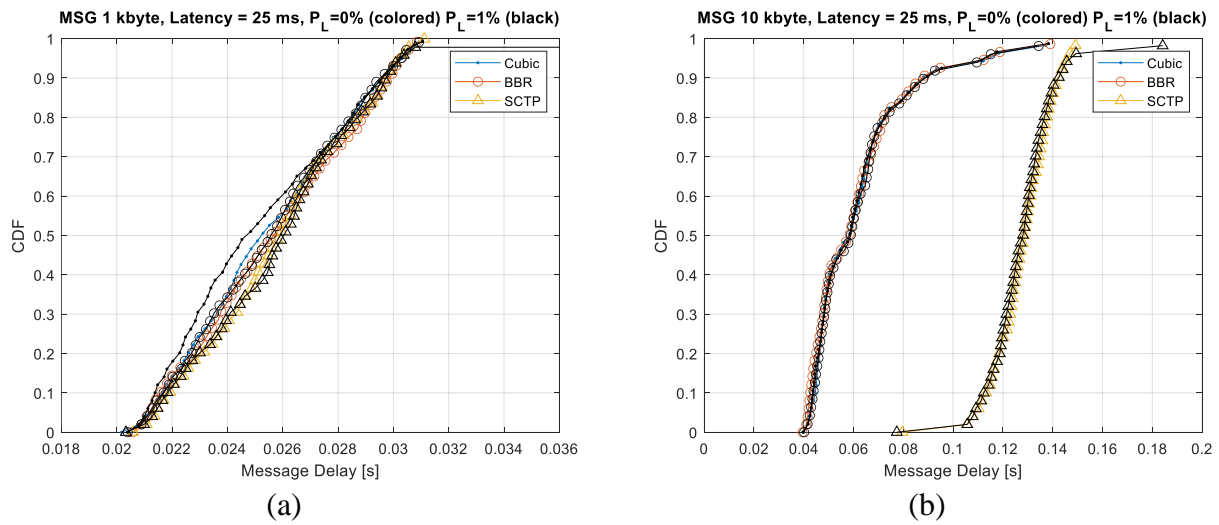 MSG 1 kbyte, Latency = 25 ms, P_L=0% (colored) P_L=1% (black)
1
0.9
0.8
0.7
0.6
0.5
0.4
0.3
0.2
0.1
0
CDF
Cubic
BBR
SCTP
0.018 0.02 0.022 0.024 0.026 0.028 0.03 0.032 0.034 0.036
Message Delay [s]
(a)
MSG 10 kbyte, Latency = 25 ms, P_L=0% (colored) P_L=1% (black)
1
0.9
0.8
0.7
0.6
0.5
0.4
0.3
0.2
0.1
0
CDF
Cubic
BBR
SCTP
0 0.02 0.04 0.06 0.08 0.1 0.12 0.14 0.16 0.18 0.2
Message Delay [s]
(b)